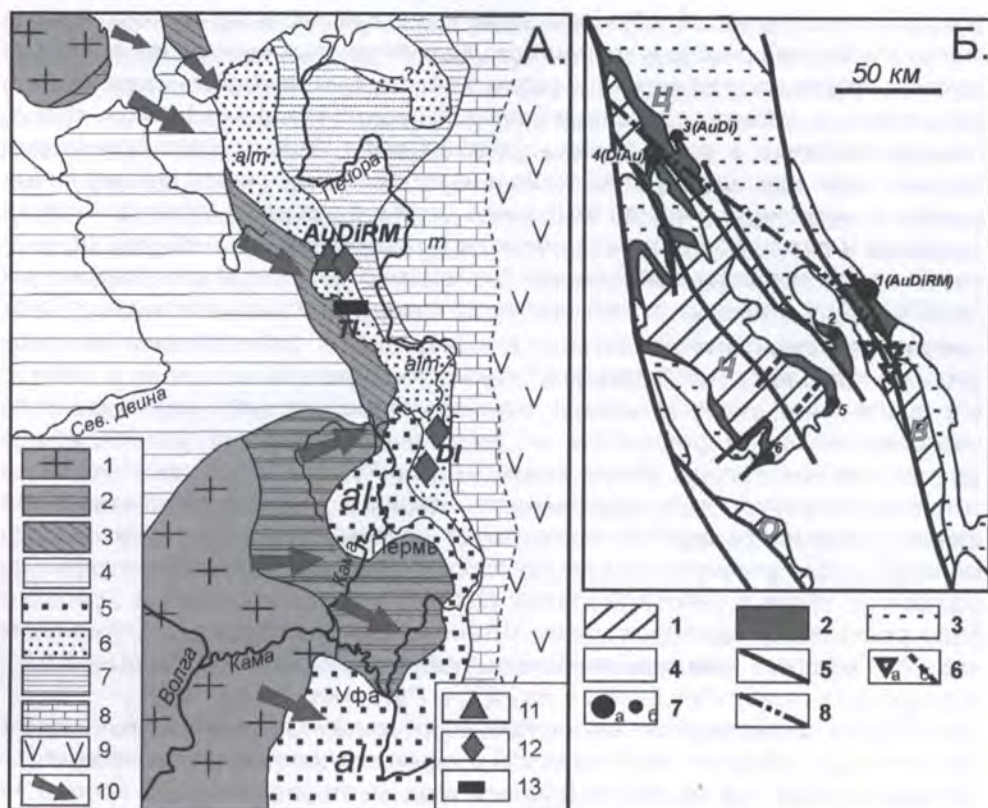 А
Печора
alm
AuDiRM
m
TI
alm
Сев. Двина
DI
al
Кама
Пермь
Волга
Кама
Уфа
al
1
2
3
4
5
6
7
8
9
10
11
12
13
Б
50 км
Ц
3(AuDi)
4(DiAu)
1(AuDiRM)
2
Д
В
5
6
О
1
2
3
4
5
а б 6
а б 7
8